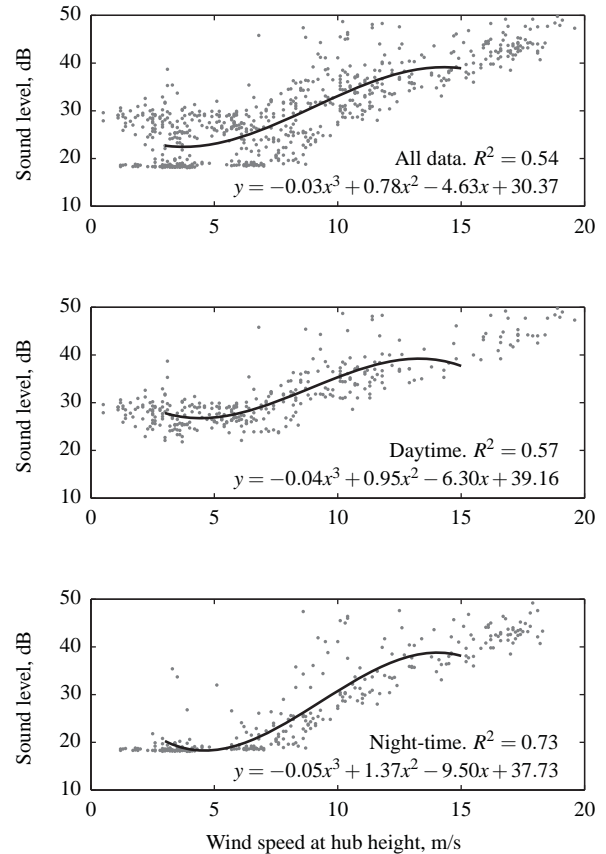 50
40
30
20
10
Sound level, dB
All data. R² = 0.54
y = −0.03x³ + 0.78x² − 4.63x + 30.37
0 5 10 15 20
50
40
30
20
10
Sound level, dB
Daytime. R² = 0.57
y = −0.04x³ + 0.95x² − 6.30x + 39.16
0 5 10 15 20
50
40
30
20
10
Sound level, dB
Night-time. R² = 0.73
y = −0.05x³ + 1.37x² − 9.50x + 37.73
0 5 10 15 20
Wind speed at hub height, m/s